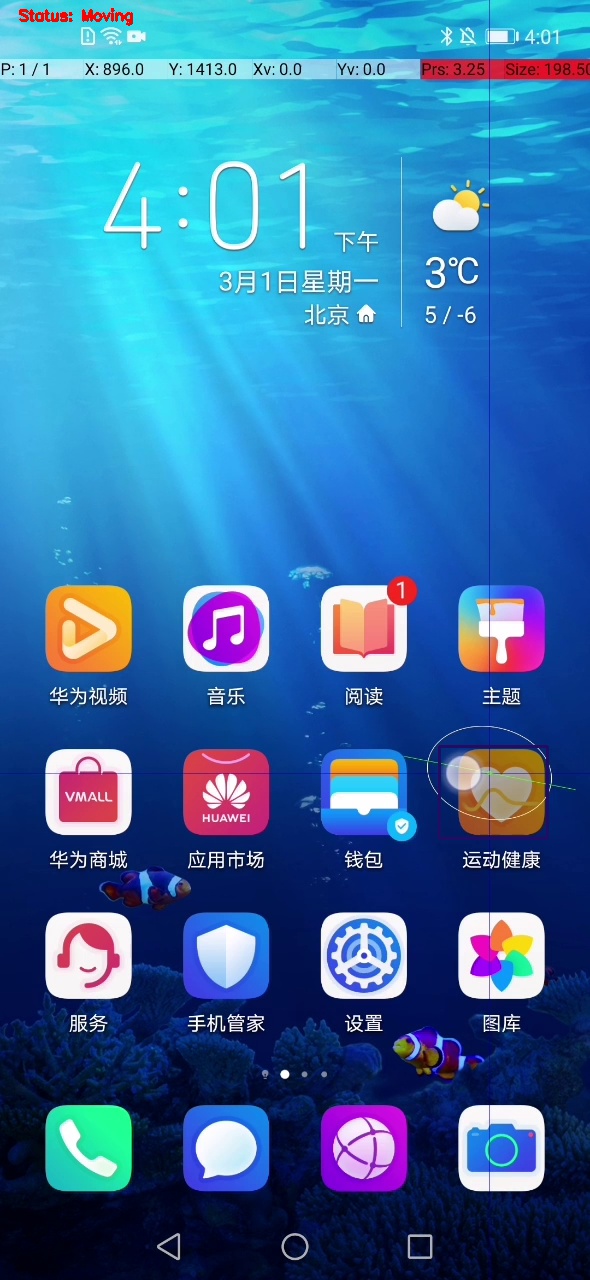 Status: Moving
4:01
P: 1 / 1 X: 896.0 Y: 1413.0 Xv: 0.0 Yv: 0.0 Prs: 3.25 Size: 198.50
4:01 下午
3月1日星期一
北京
3℃
5 / -6
1
华为视频 音乐 阅读 主题
VMALL HUAWEI
华为商城 应用市场 钱包 运动健康
服务 手机管家 设置 图库